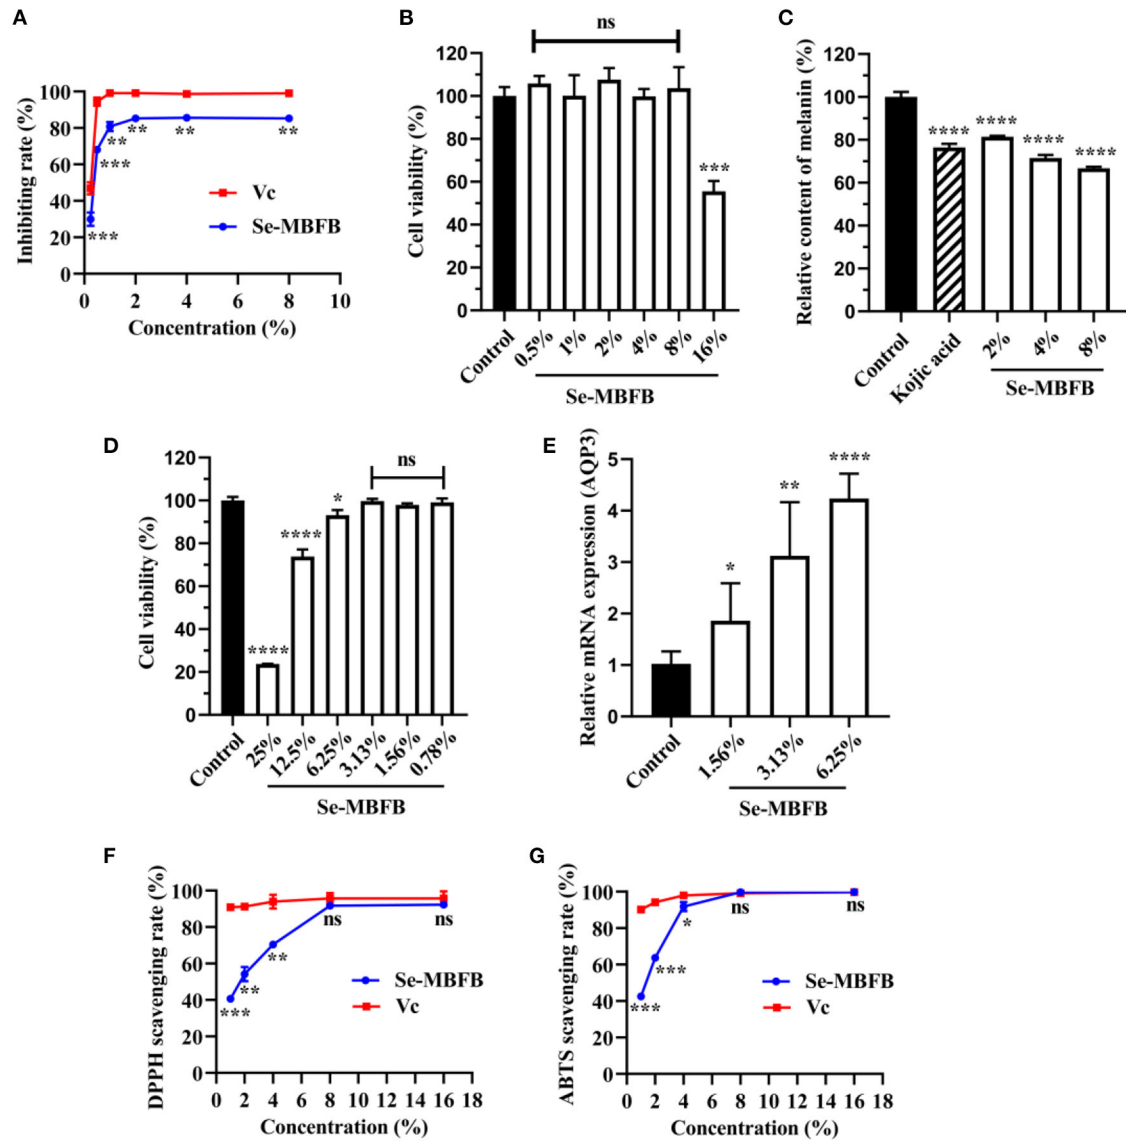 A
Inhibiting rate (%)
100
80
60
40
20
0
0 2 4 6 8 10
Concentration (%)
Vc
Se-MBFB
***
***
**
**
**
**
B
Cell viability (%)
120
100
80
60
40
20
0
ns
***
Control 0.5% 1% 2% 4% 8% 16%
Se-MBFB
C
Relative content of melanin (%)
120
100
80
60
40
20
0
**** **** **** ****
Control Kojic acid 2% 4% 8%
Se-MBFB
D
Cell viability (%)
120
100
80
60
40
20
0
**** **** * ns
Control 25% 12.5% 6.25% 3.13% 1.56% 0.78%
Se-MBFB
E
Relative mRNA expression (AQP3)
5
4
3
2
1
0
* ** ****
Control 1.56% 3.13% 6.25%
Se-MBFB
F
DPPH scavenging rate (%)
100
80
60
40
20
0
0 2 4 6 8 10 12 14 16 18
Concentration (%)
Se-MBFB
Vc
*** ** ** ns ns
G
ABTS scavenging rate (%)
100
80
60
40
20
0
0 2 4 6 8 10 12 14 16 18
Concentration (%)
Se-MBFB
Vc
*** *** * ns ns